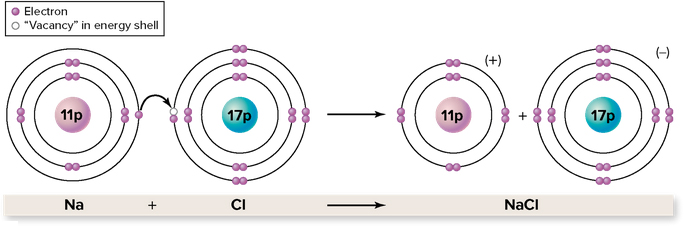 Electron
"Vacancy" in energy shell
(+)
(–)
11p
17p
11p
+
17p
Na + Cl NaCl